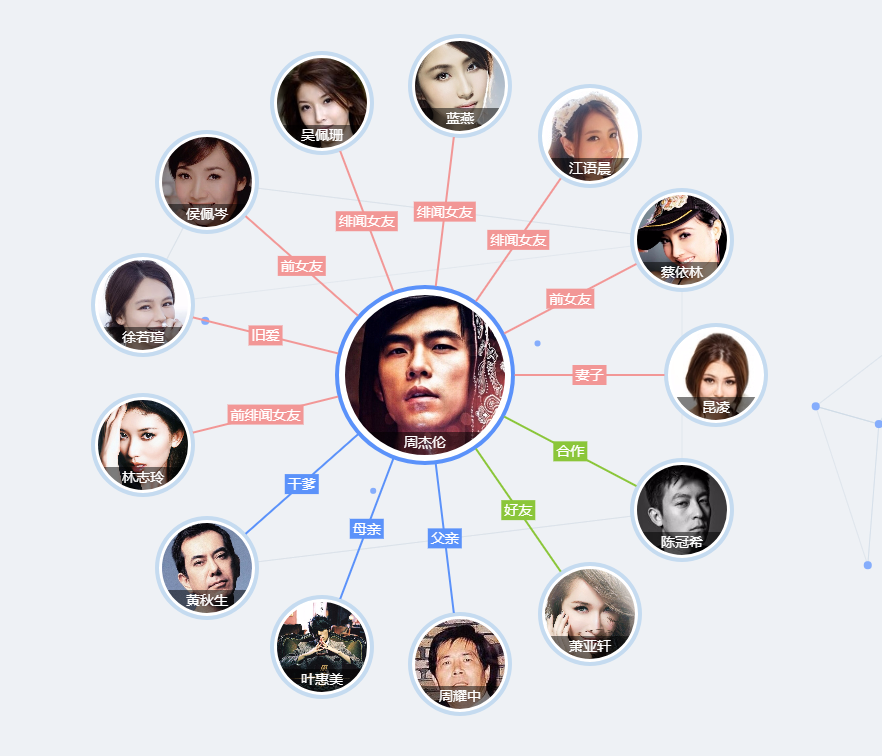 蓝燕
吴佩珊
江语晨
侯佩岑
绯闻女友
绯闻女友
绯闻女友
前女友
前女友
蔡依林
徐若瑄
旧爱
妻子
昆凌
前绯闻女友
周杰伦
林志玲
合作
干爹
好友
母亲
父亲
陈冠希
黄秋生
萧亚轩
叶惠美
周耀中